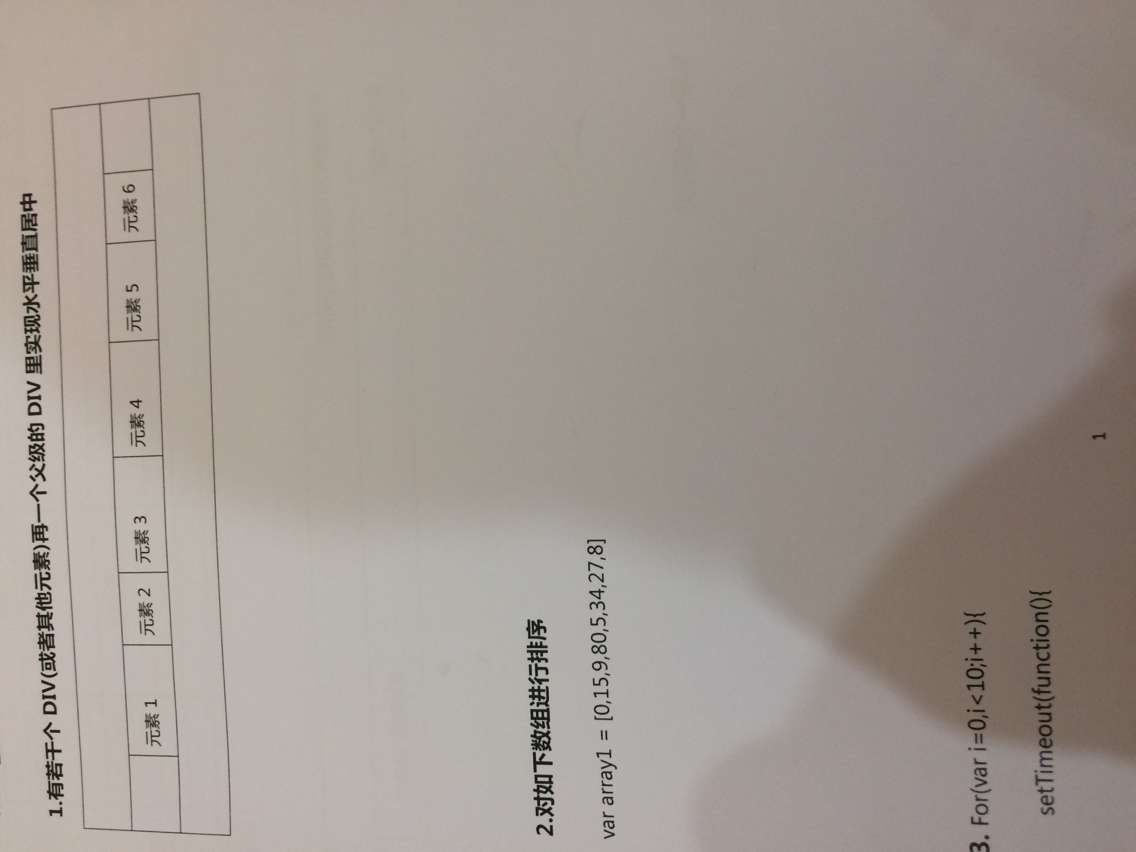 1.有若干个 DIV(或者其他元素)再一个父级的 DIV 里实现水平垂直居中
元素 1 元素 2 元素 3 元素 4 元素 5 元素 6
2.对如下数组进行排序
var array1 = [0,15,9,80,5,34,27,8]
3. For(var i=0,i<10;i++){
setTimeout(function(){
1